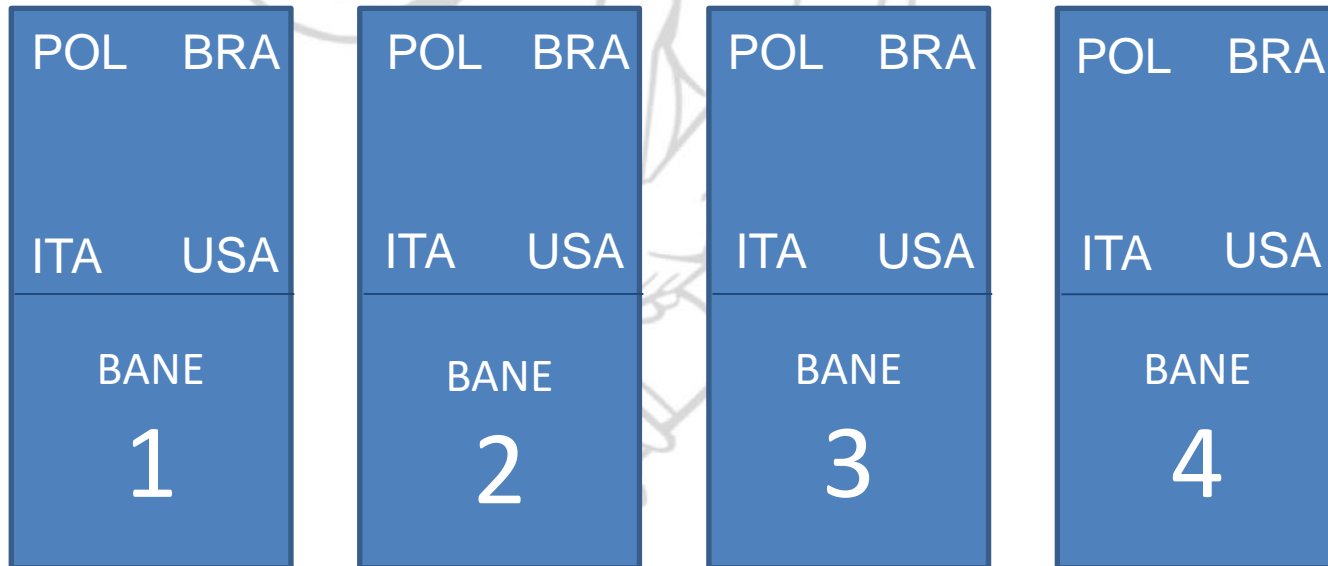 POL BRA
ITA USA
BANE
1
POL BRA
ITA USA
BANE
2
POL BRA
ITA USA
BANE
3
POL BRA
ITA USA
BANE
4